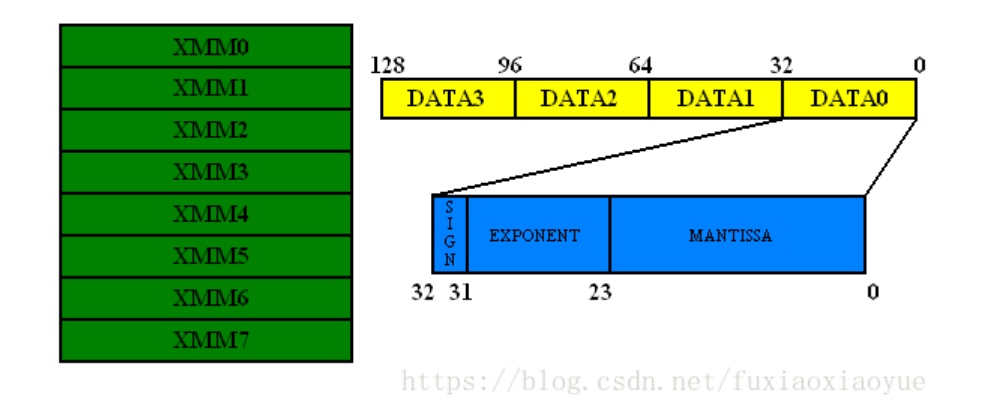 XMM0
XMM1
XMM2
XMM3
XMM4
XMM5
XMM6
XMM7
128 96 64 32 0
DATA3 DATA2 DATA1 DATA0
SIGN EXPONENT MANTISSA
32 31 23 0
https://blog.csdn.net/fuxiaoxiaoyue